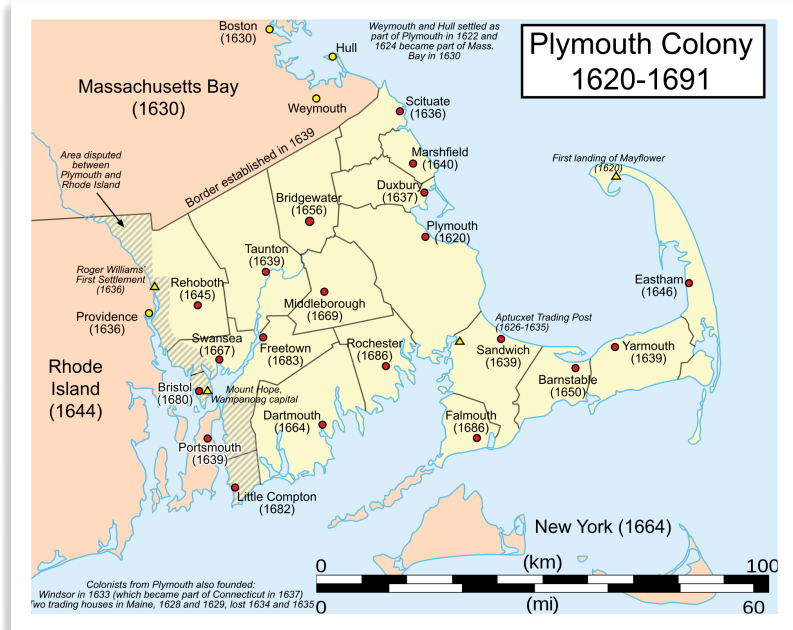 Plymouth Colony
1620-1691
Boston
(1630)
Hull
Weymouth and Hull settled as
part of Plymouth in 1622 and
1624 became part of Mass.
Bay in 1630
Massachusetts Bay
(1630)
Weymouth
Scituate
(1636)
Border established in 1639
Area disputed
between
Plymouth and
Rhode Island
Marshfield
(1640)
First landing of Mayflower
(1620)
Duxbury
(1637)
Bridgewater
(1656)
Plymouth
(1620)
Taunton
(1639)
Roger Williams'
First Settlement
(1636)
Rehoboth
(1645)
Eastham
(1646)
Middleborough
(1669)
Providence
(1636)
Aptucxet Trading Post
(1626-1635)
Swansea
(1667)
Freetown
(1683)
Rochester
(1686)
Sandwich
(1639)
Yarmouth
(1639)
Rhode
Island
(1644)
Bristol
(1680)
Mount Hope,
Wampanoag capital
Barnstable
(1650)
Dartmouth
(1664)
Falmouth
(1686)
Portsmouth
(1639)
Little Compton
(1682)
New York (1664)
0 (km) 100
0 (mi) 60
Colonists from Plymouth also founded:
Windsor in 1633 (which became part of Connecticut in 1637)
Two trading houses in Maine, 1628 and 1629, lost 1634 and 1635